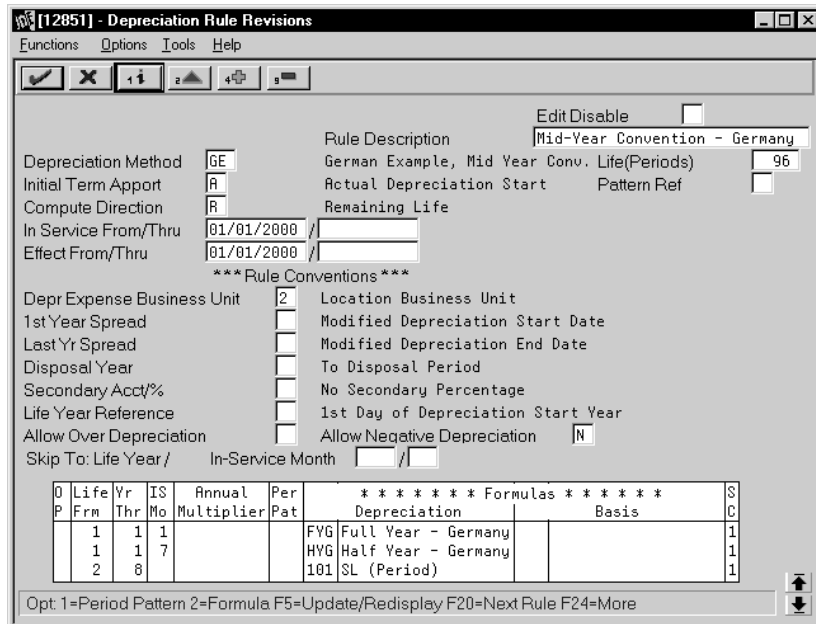 [12851] - Depreciation Rule Revisions
Functions Options Tools Help
1 i 2 4 9
Edit Disable
Rule Description Mid-Year Convention - Germany
Depreciation Method GE German Example, Mid Year Conv. Life(Periods) 96
Initial Term Apport A Actual Depreciation Start Pattern Ref
Compute Direction R Remaining Life
In Service From/Thru 01/01/2000 /
Effect From/Thru 01/01/2000 /
*** Rule Conventions ***
Depr Expense Business Unit 2 Location Business Unit
1st Year Spread Modified Depreciation Start Date
Last Yr Spread Modified Depreciation End Date
Disposal Year To Disposal Period
Secondary Acct/% No Secondary Percentage
Life Year Reference 1st Day of Depreciation Start Year
Allow Over Depreciation Allow Negative Depreciation N
Skip To: Life Year / In-Service Month /
O Life Yr IS Annual Per * * * * * * * Formulas * * * * * * S
P Frm Thr Mo Multiplier Pat Depreciation Basis C
1 1 1 FYG Full Year - Germany 1
1 1 7 HYG Half Year - Germany 1
2 8 101 SL (Period) 1
Opt: 1=Period Pattern 2=Formula F5=Update/Redisplay F20=Next Rule F24=More